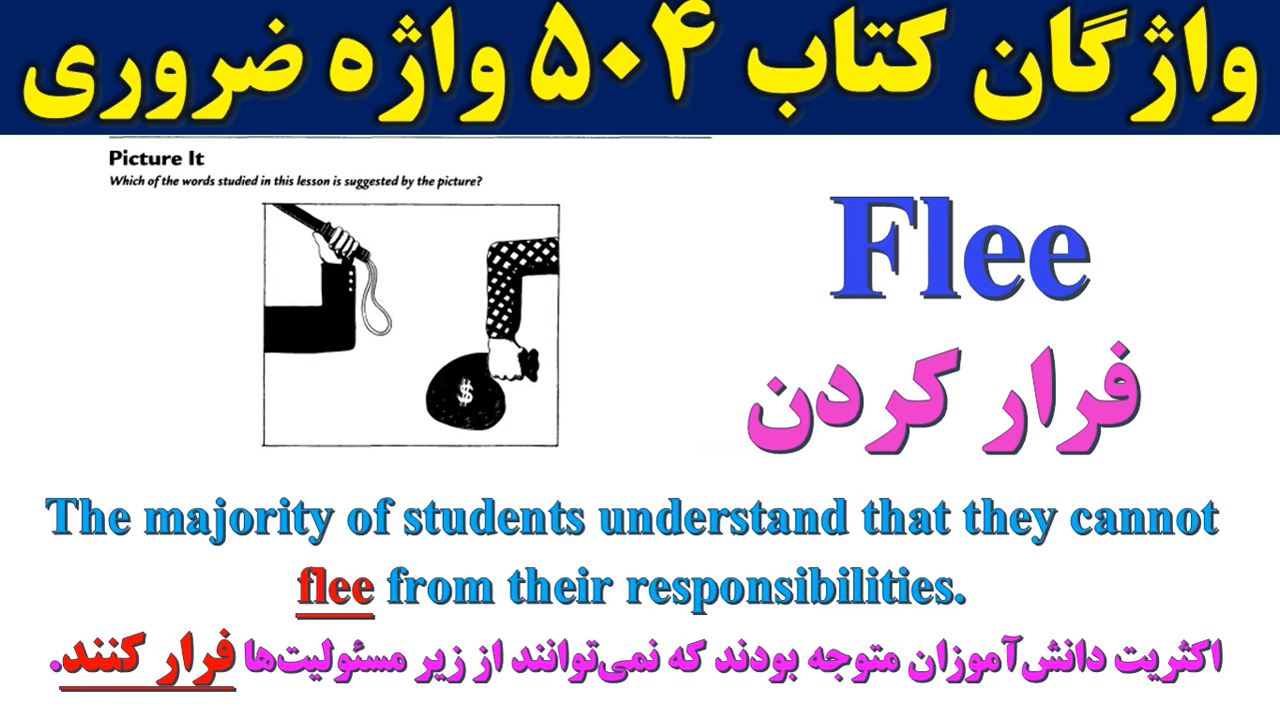 واژگان کتاب ۵۰۴ واژه ضروری
Picture It
Which of the words studied in this lesson is suggested by the picture?
$
Flee
فرار کردن
The majority of students understand that they cannot
flee from their responsibilities.
اکثریت دانش‌آموزان متوجه بودند که نمی‌توانند از زیر مسئولیت‌ها فرار کنند.